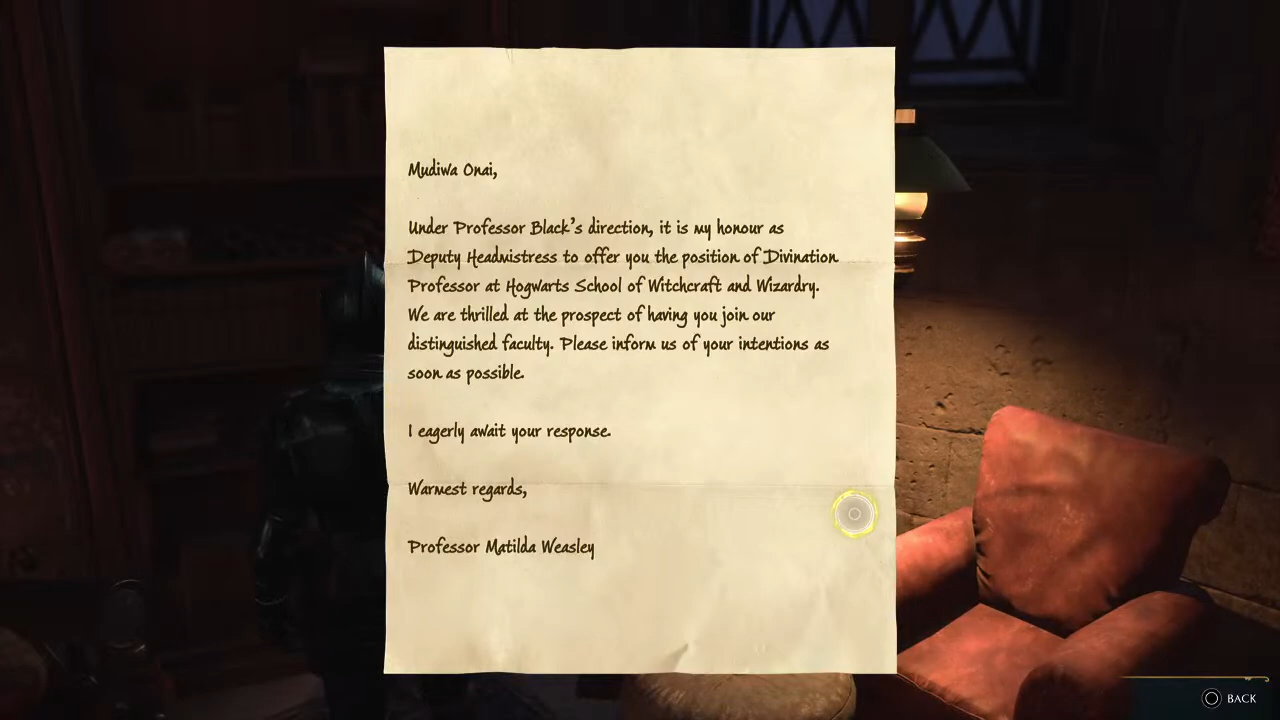 Mudiwa Onai,
Under Professor Black's direction, it is my honour as
Deputy Headmistress to offer you the position of Divination
Professor at Hogwarts School of Witchcraft and Wizardry.
We are thrilled at the prospect of having you join our
distinguished faculty. Please inform us of your intentions as
soon as possible.
I eagerly await your response.
Warmest regards,
Professor Matilda Weasley
BACK